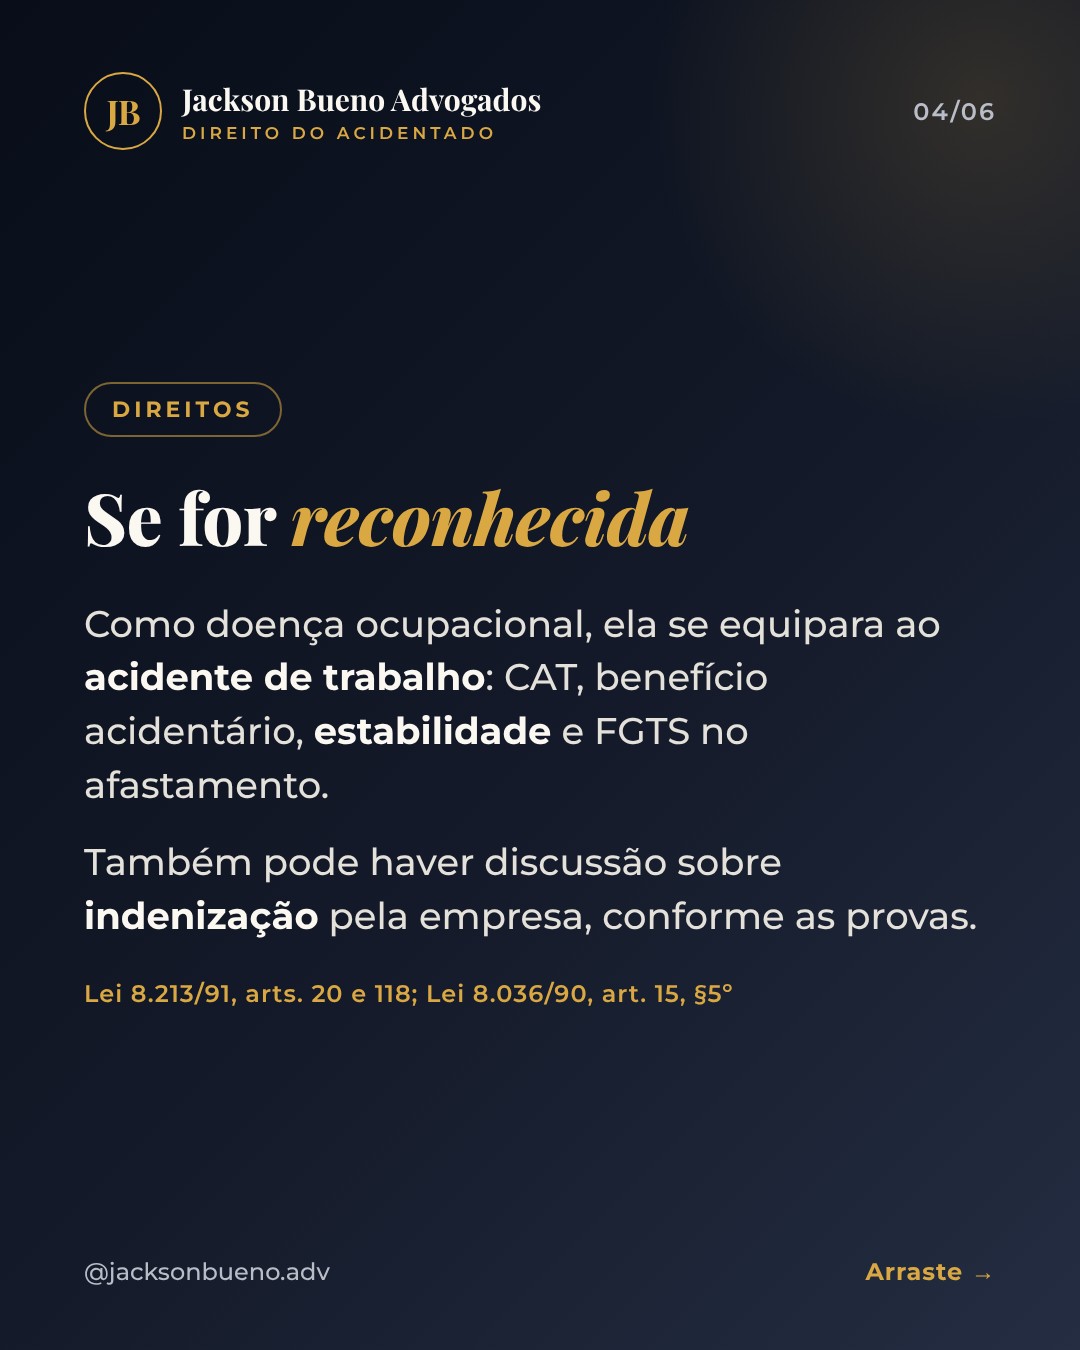 JB
Jackson Bueno Advogados
DIREITO DO ACIDENTADO
04/06
DIREITOS
Se for reconhecida
Como doença ocupacional, ela se equipara ao
acidente de trabalho: CAT, benefício
acidentário, estabilidade e FGTS no
afastamento.
Também pode haver discussão sobre
indenização pela empresa, conforme as provas.
Lei 8.213/91, arts. 20 e 118; Lei 8.036/90, art. 15, §5º
@jacksonbueno.adv
Arraste →